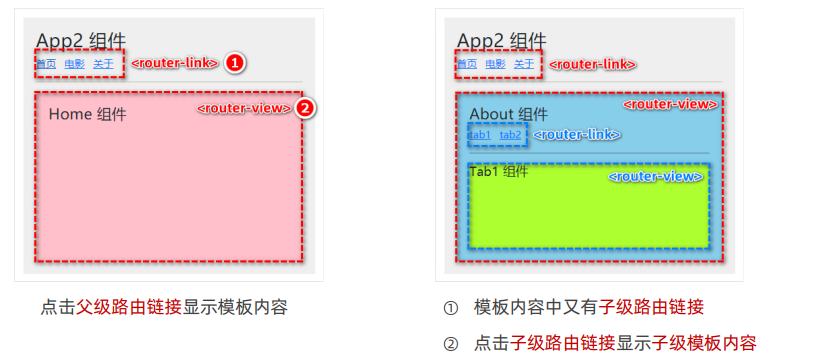 App2 组件
首页 电影 关于 <router-link> 1
<router-view> 2
Home 组件
点击父级路由链接显示模板内容
App2 组件
首页 电影 关于 <router-link>
<router-view>
About 组件
tab1 tab2 <router-link>
Tab1 组件
<router-view>
① 模板内容中又有子级路由链接
② 点击子级路由链接显示子级模板内容